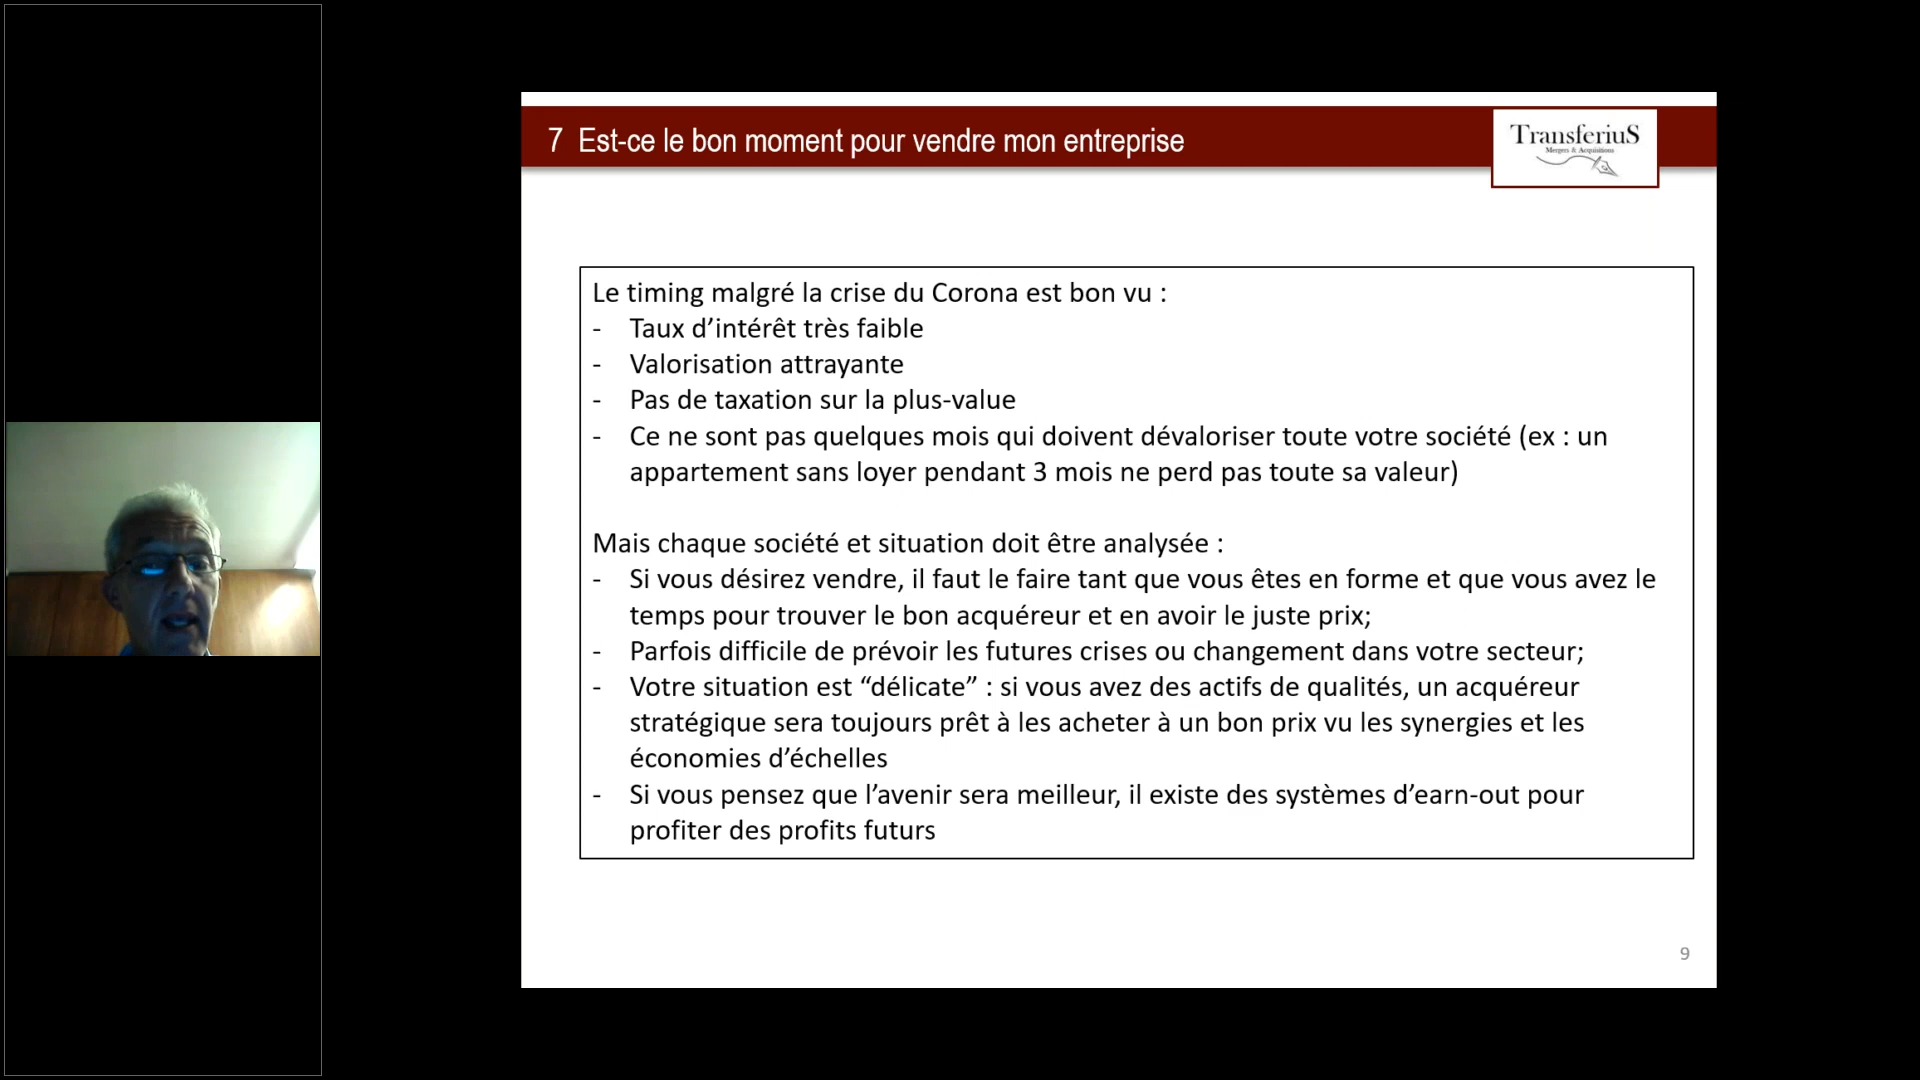 7 Est-ce le bon moment pour vendre mon entreprise
TransferiuS
Mergers & Acquisitions
Le timing malgré la crise du Corona est bon vu :
- Taux d’intérêt très faible
- Valorisation attrayante
- Pas de taxation sur la plus-value
- Ce ne sont pas quelques mois qui doivent dévaloriser toute votre société (ex : un
appartement sans loyer pendant 3 mois ne perd pas toute sa valeur)
Mais chaque société et situation doit être analysée :
- Si vous désirez vendre, il faut le faire tant que vous êtes en forme et que vous avez le
temps pour trouver le bon acquéreur et en avoir le juste prix;
- Parfois difficile de prévoir les futures crises ou changement dans votre secteur;
- Votre situation est “délicate” : si vous avez des actifs de qualités, un acquéreur
stratégique sera toujours prêt à les acheter à un bon prix vu les synergies et les
économies d’échelles
- Si vous pensez que l’avenir sera meilleur, il existe des systèmes d’earn-out pour
profiter des profits futurs
9